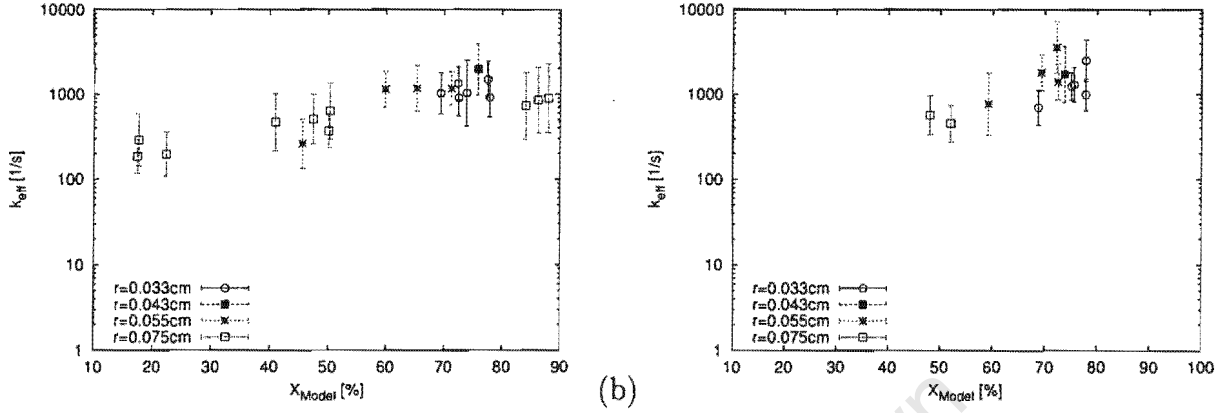 10000
1000
100
10
1
k_eff [1/s]
r=0.033cm
r=0.043cm
r=0.055cm
r=0.075cm
10 20 30 40 50 60 70 80 90
X_Model [%]
(b)
10000
1000
100
10
1
k_eff [1/s]
r=0.033cm
r=0.043cm
r=0.055cm
r=0.075cm
10 20 30 40 50 60 70 80 90 100
X_Model [%]